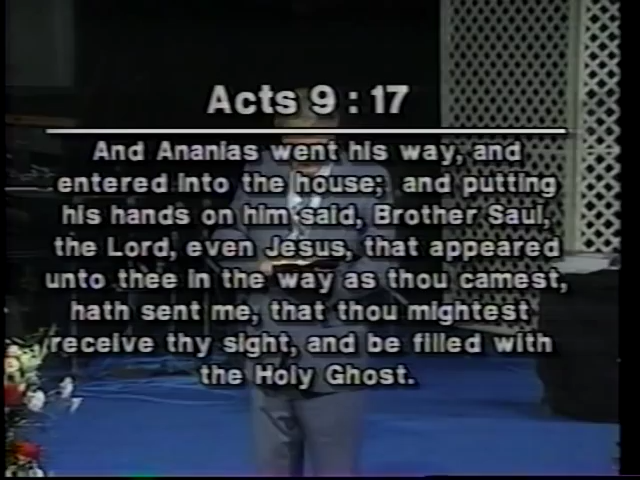 Acts 9 : 17
And Ananias went his way, and
entered into the house; and putting
his hands on him said, Brother Saul,
the Lord, even Jesus, that appeared
unto thee in the way as thou camest,
hath sent me, that thou mightest
receive thy sight, and be filled with
the Holy Ghost.